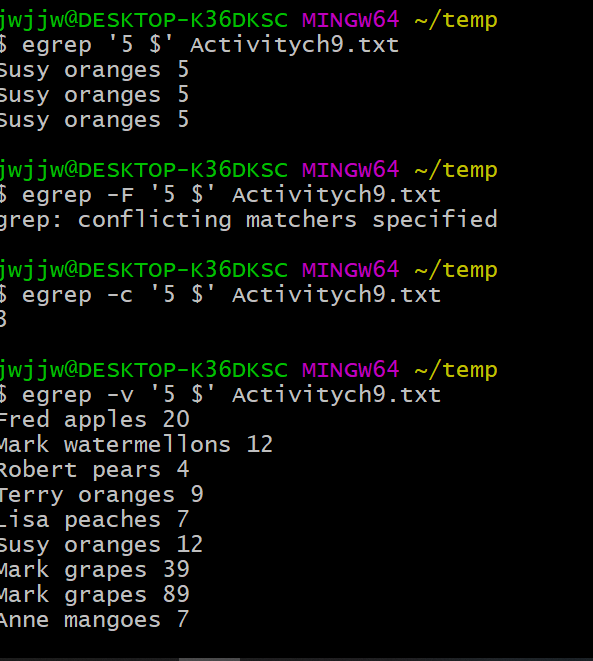 jwjjw@DESKTOP-K36DKSC MINGW64 ~/temp
$ egrep '5 $' Activitych9.txt
Susy oranges 5
Susy oranges 5
Susy oranges 5
jwjjw@DESKTOP-K36DKSC MINGW64 ~/temp
$ egrep -F '5 $' Activitych9.txt
grep: conflicting matchers specified
jwjjw@DESKTOP-K36DKSC MINGW64 ~/temp
$ egrep -c '5 $' Activitych9.txt
3
jwjjw@DESKTOP-K36DKSC MINGW64 ~/temp
$ egrep -v '5 $' Activitych9.txt
Fred apples 20
Mark watermellons 12
Robert pears 4
Terry oranges 9
Lisa peaches 7
Susy oranges 12
Mark grapes 39
Mark grapes 89
Anne mangoes 7